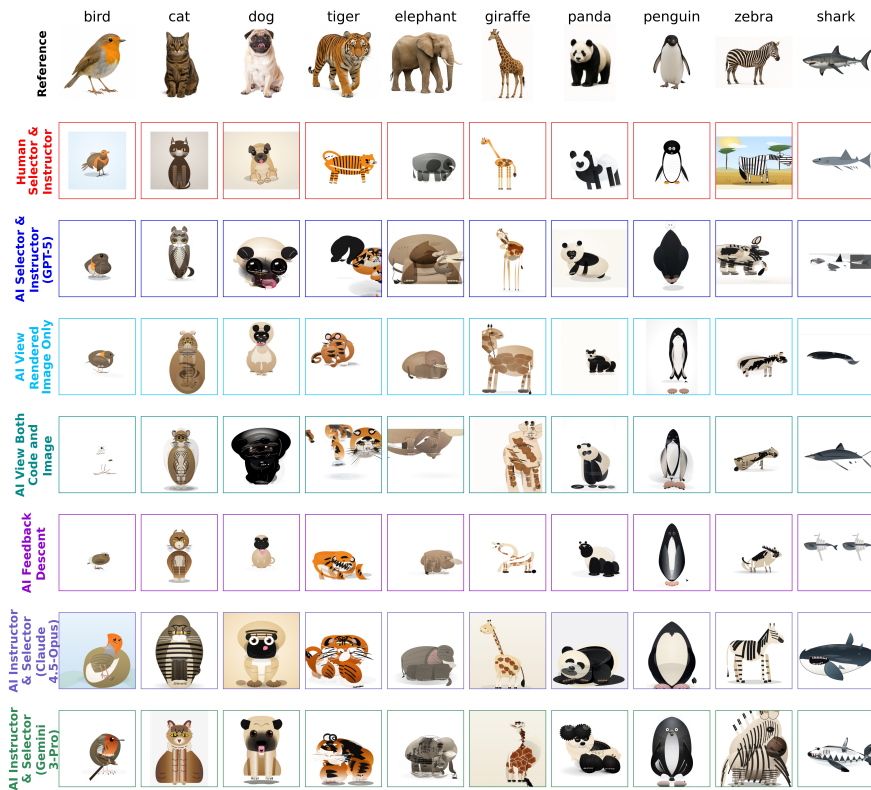 bird cat dog tiger elephant giraffe panda penguin zebra shark
Reference
Human
Selector &
Instructor
AI Selector &
Instructor
(GPT-5)
AI View
Rendered
Image Only
AI View Both
Code and
Image
AI Feedback
Descent
AI Instructor
& Selector
(Claude
4.5-Opus)
AI Instructor
& Selector
(Gemini
3-Pro)